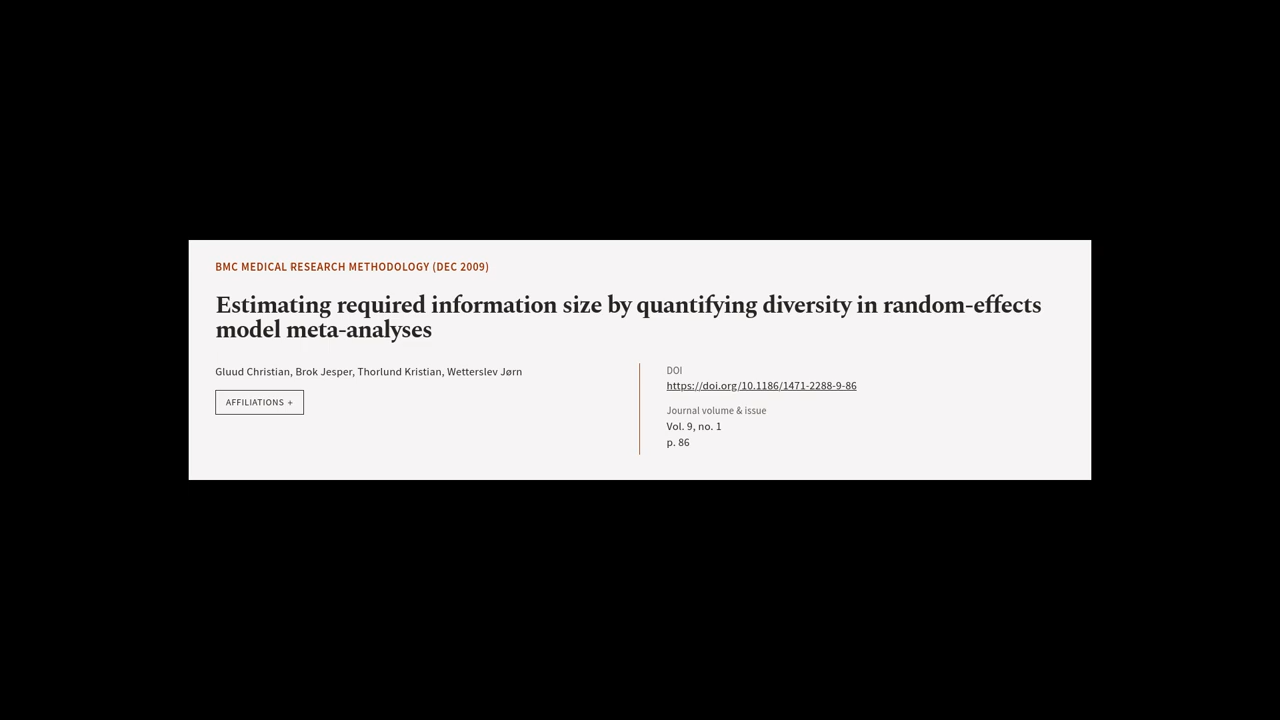 BMC MEDICAL RESEARCH METHODOLOGY (DEC 2009)
Estimating required information size by quantifying diversity in random-effects
model meta-analyses
Gluud Christian, Brok Jesper, Thorlund Kristian, Wetterslev Jørn
AFFILIATIONS +
DOI
https://doi.org/10.1186/1471-2288-9-86
Journal volume & issue
Vol. 9, no. 1
p. 86